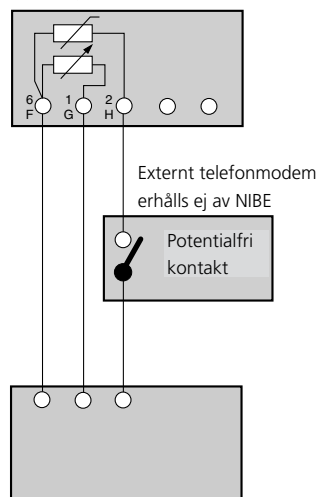 6 1 2
F G H
Externt telefonmodem
erhålls ej av NIBE
Potentialfri
kontakt